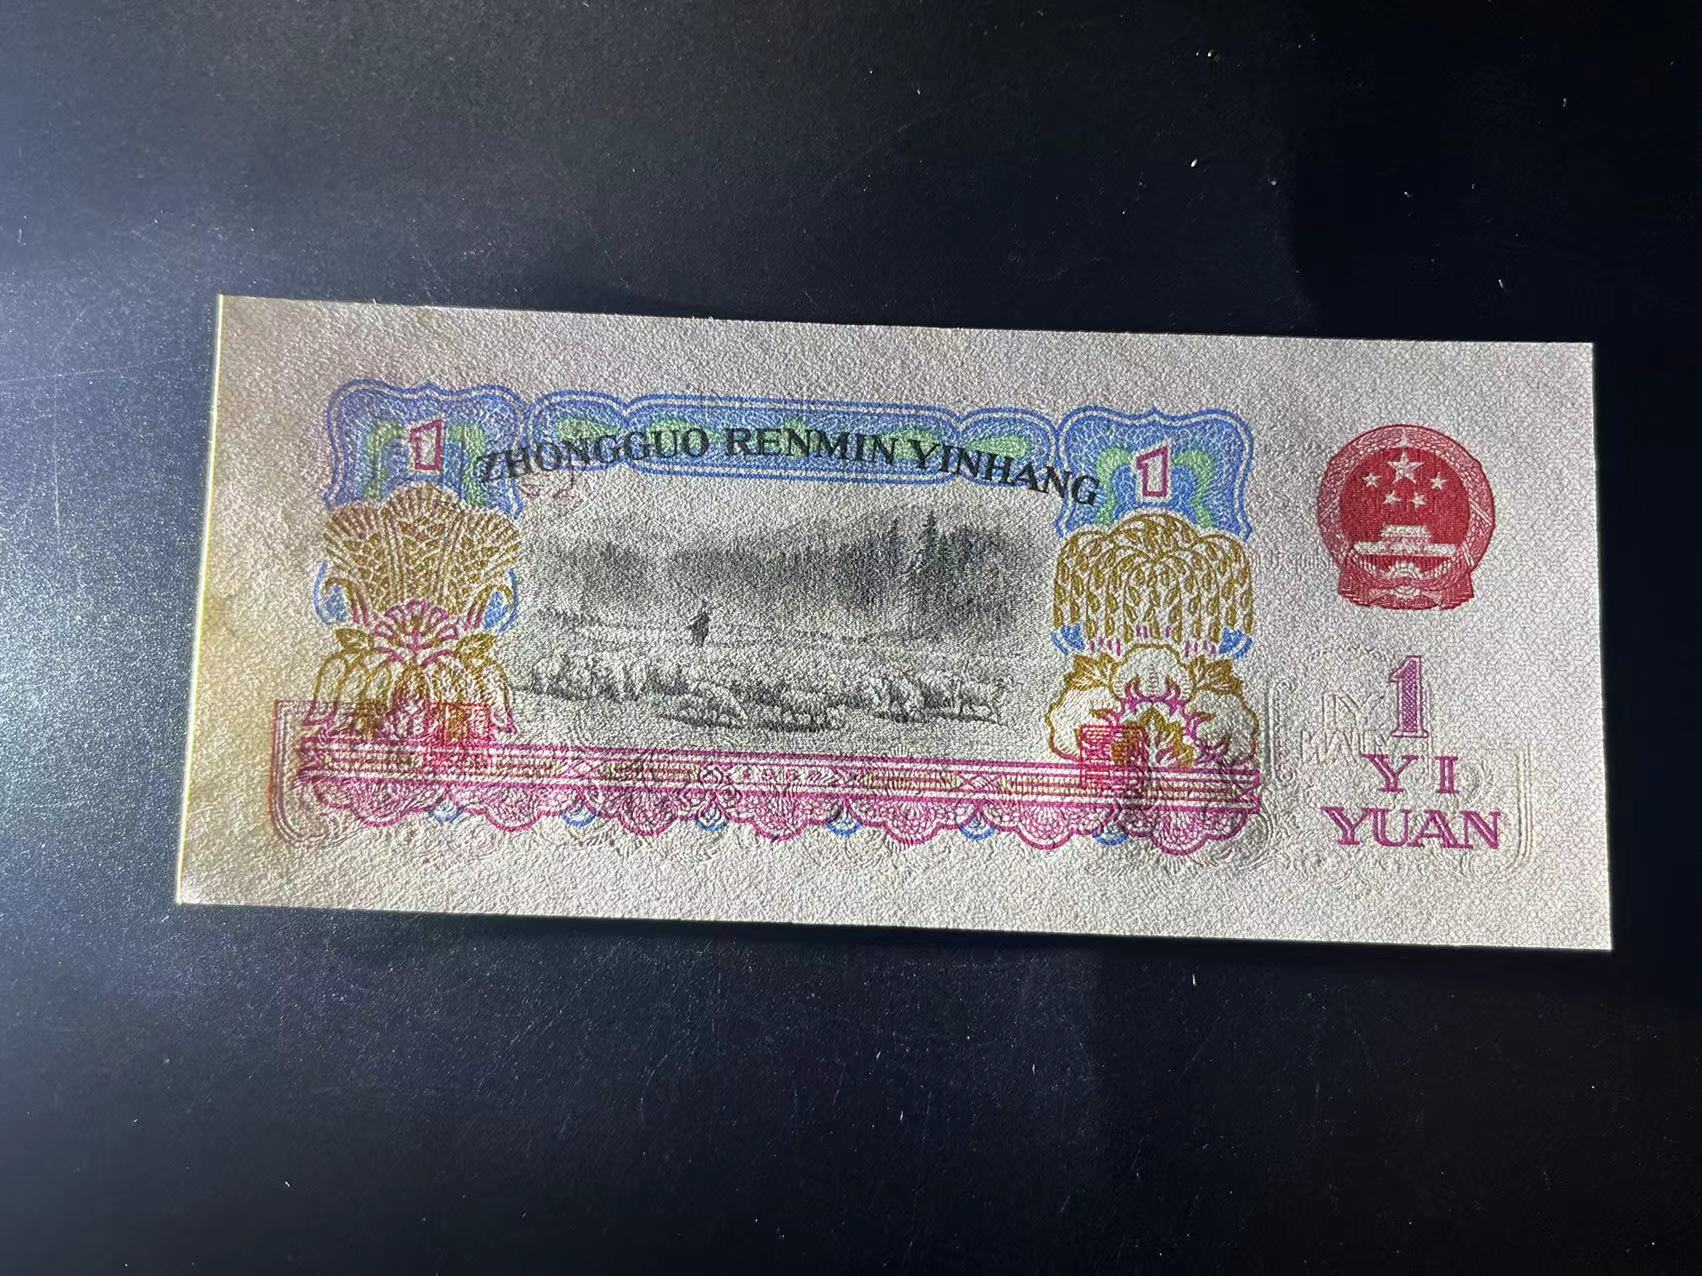 ZHONGGUO RENMIN YINHANG
1
1
1
YI
YUAN